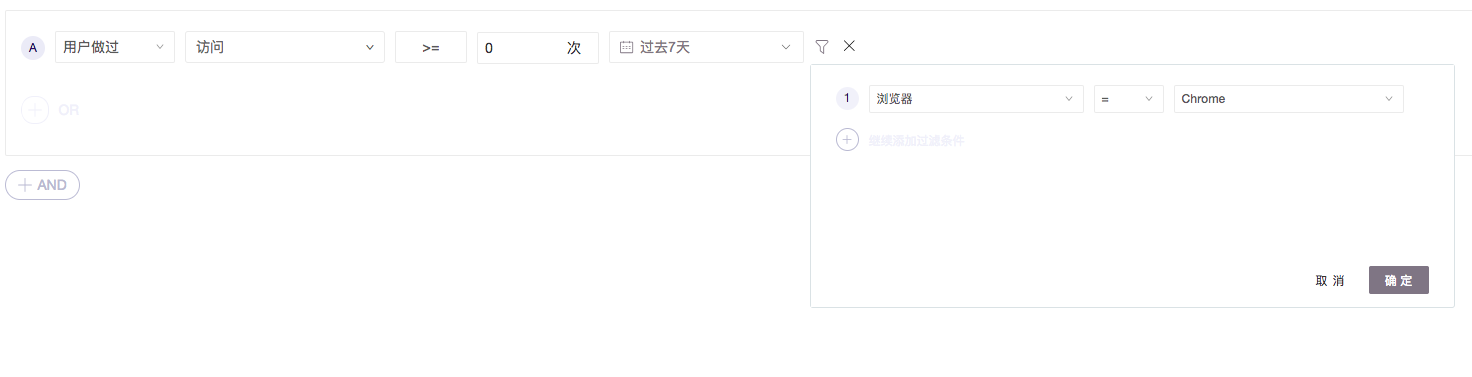 A 用户做过 访问 >= 0 次 过去7天
OR
AND
1 浏览器 = Chrome
继续添加过滤条件
取 消 确 定